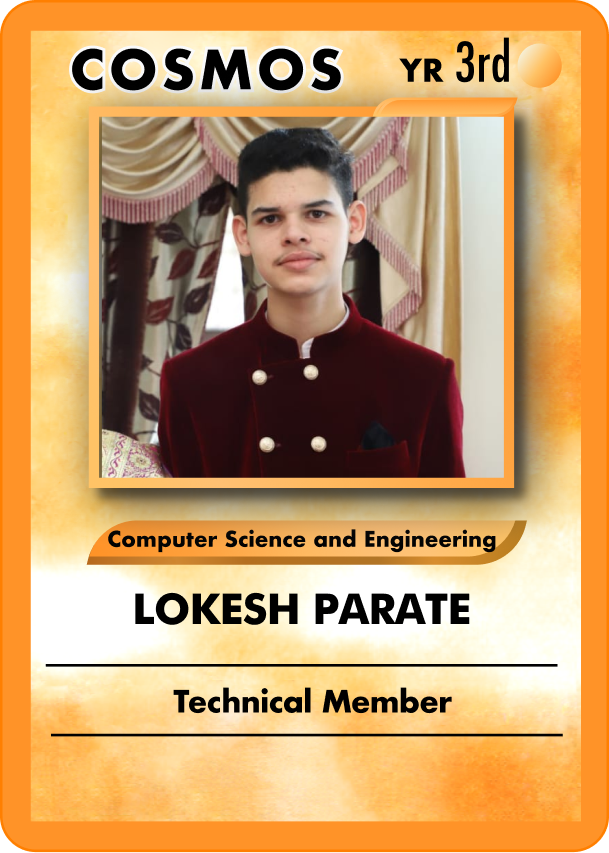 COSMOS YR 3rd
Computer Science and Engineering
LOKESH PARATE
Technical Member